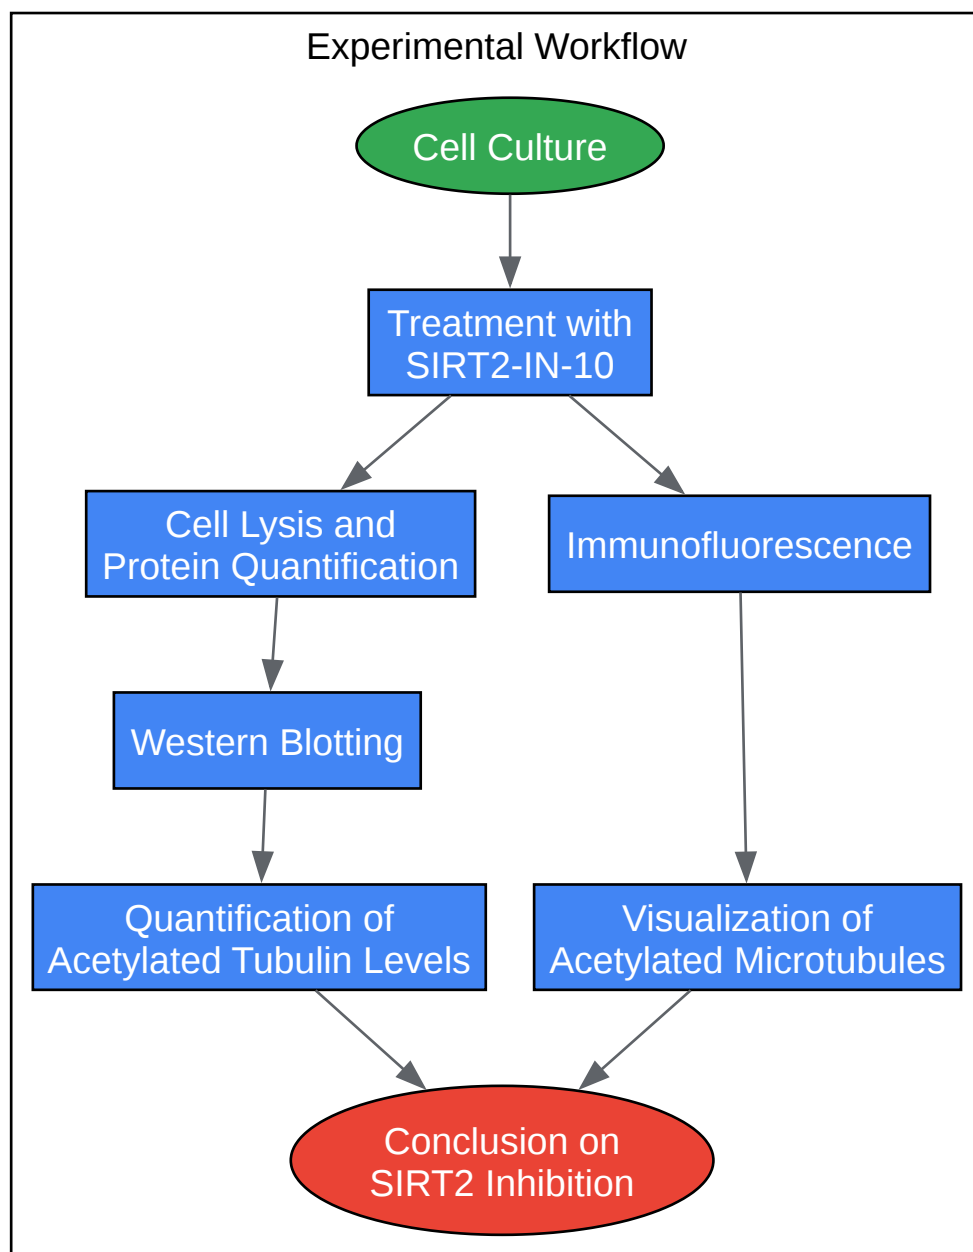 Experimental Workflow
Cell Culture
Treatment with
SIRT2-IN-10
Cell Lysis and
Protein Quantification
Immunofluorescence
Western Blotting
Quantification of
Acetylated Tubulin Levels
Visualization of
Acetylated Microtubules
Conclusion on
SIRT2 Inhibition